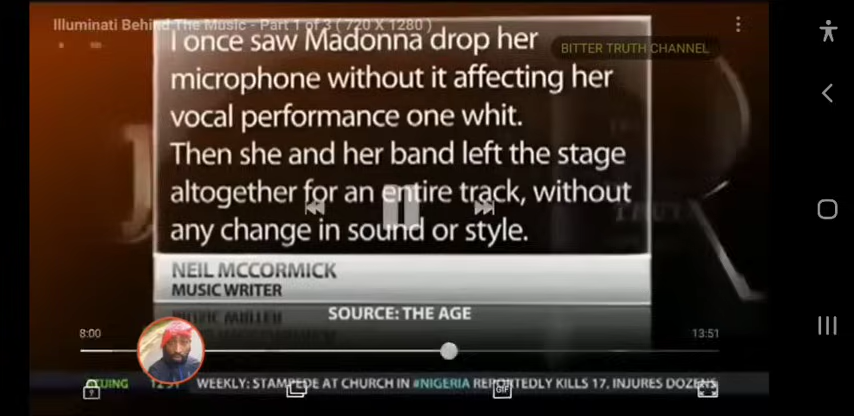 Illuminati Behind The Music - Part 1 of 3 ( 720 X 1280 )
I once saw Madonna drop her
BITTER TRUTH CHANNEL
microphone without it affecting her
vocal performance one whit.
Then she and her band left the stage
altogether for an entire track, without
any change in sound or style.
NEIL MCCORMICK
MUSIC WRITER
SOURCE: THE AGE
8:00
13:51
WEEKLY: STAMPEDE AT CHURCH IN #NIGERIA REPORTEDLY KILLS 17, INJURES DOZENS
GIF